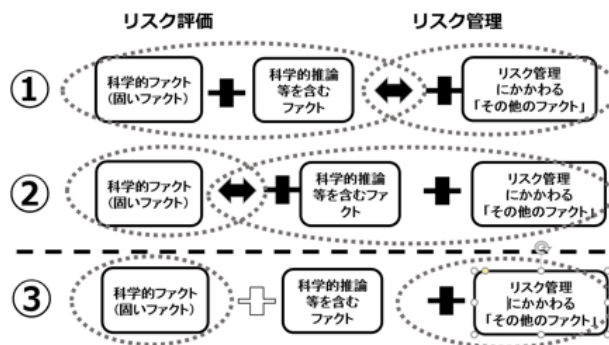 リスク評価
リスク管理
①
科学的ファクト
(固いファクト)
科学的推論
等を含む
ファクト
リスク管理
にかかわる
「その他のファクト」
②
科学的ファクト
(固いファクト)
科学的推論
等を含むファ
クト
リスク管理
にかかわる
「その他のファクト」
③
科学的ファクト
(固いファクト)
科学的推論
等を含む
ファクト
リスク管理
にかかわる
「その他のファクト」